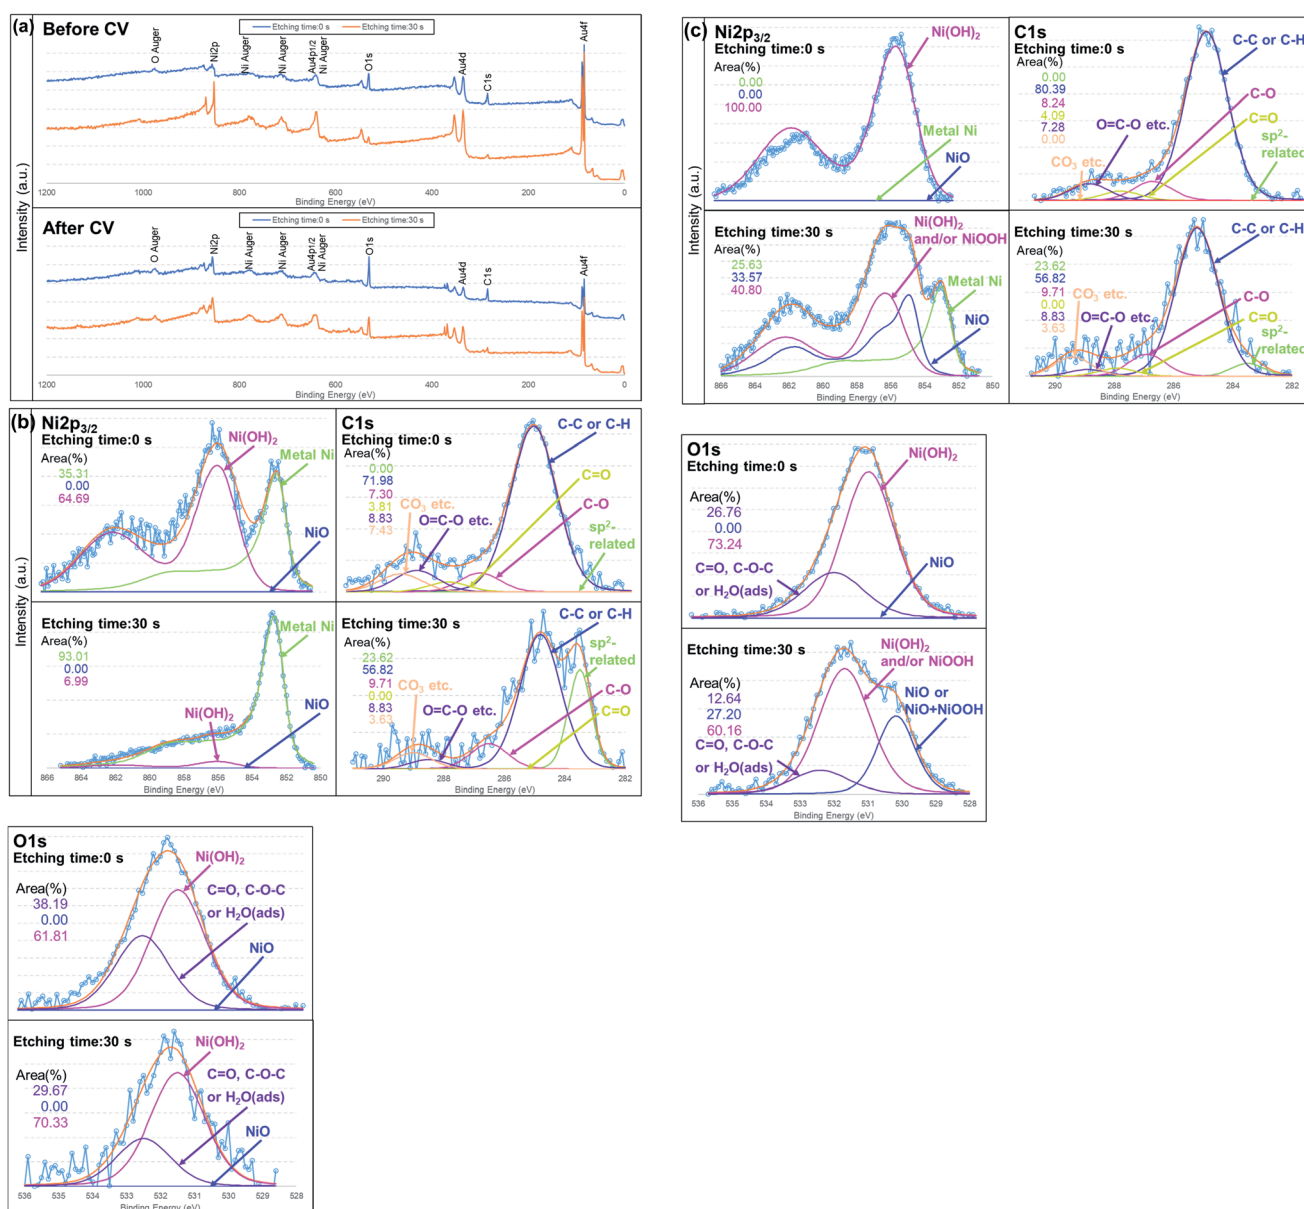 (a)
Before CV
Etching time:0 s
Etching time:30 s
O Auger
Ni2p
Ni Auger
Ni Auger
Au4p1/2
Ni Auger
O1s
Au4d
C1s
Au4f
1200
1000
800
600
400
200
0
Binding Energy (eV)
After CV
Etching time:0 s
Etching time:30 s
O Auger
Ni2p
Ni Auger
Ni Auger
Au4p1/2
Ni Auger
O1s
Au4d
C1s
Au4f
1200
1000
800
600
400
200
0
Binding Energy (eV)
Intensity (a.u.)
(b)
Ni2p3/2
Etching time:0 s
Area(%)
35.31
0.00
64.69
Ni(OH)2
Metal Ni
NiO
C1s
Etching time:0 s
Area(%)
0.00
71.98
7.30
3.81
8.83
7.43
CO3 etc.
O=C-O etc.
C-C or C-H
C=O
C-O
sp2-
related
Etching time:30 s
Area(%)
93.01
0.00
6.99
Ni(OH)2
Metal Ni
NiO
866
864
862
860
858
856
854
852
850
Binding Energy (eV)
Etching time:30 s
Area(%)
23.62
56.82
9.71
0.00
8.83
3.63
CO3 etc.
O=C-O etc.
C-C or C-H
sp2-
related
C-O
C=O
290
288
286
284
282
Binding Energy (eV)
Intensity (a.u.)
O1s
Etching time:0 s
Area(%)
38.19
0.00
61.81
Ni(OH)2
C=O, C-O-C
or H2O(ads)
NiO
Etching time:30 s
Area(%)
29.67
0.00
70.33
Ni(OH)2
C=O, C-O-C
or H2O(ads)
NiO
536
535
534
533
532
531
530
529
528
Binding Energy (eV)
(c)
Ni2p3/2
Etching time:0 s
Area(%)
0.00
0.00
100.00
Ni(OH)2
Metal Ni
NiO
C1s
Etching time:0 s
Area(%)
0.00
80.39
8.24
4.09
7.28
0.00
CO3 etc.
O=C-O etc.
C-C or C-H
C-O
C=O
sp2-
related
Etching time:30 s
Area(%)
25.63
33.57
40.80
Ni(OH)2
and/or NiOOH
Metal Ni
NiO
866
864
862
860
858
856
854
852
850
Binding Energy (eV)
Etching time:30 s
Area(%)
23.62
56.82
9.71
0.00
8.83
3.63
CO3 etc.
O=C-O etc.
C-C or C-H
C-O
C=O
sp2-
related
290
288
286
284
282
Binding Energy (eV)
Intensity (a.u.)
O1s
Etching time:0 s
Area(%)
26.76
0.00
73.24
C=O, C-O-C
or H2O(ads)
Ni(OH)2
NiO
Etching time:30 s
Area(%)
12.64
27.20
60.16
C=O, C-O-C
or H2O(ads)
Ni(OH)2
and/or NiOOH
NiO or
NiO+NiOOH
536
535
534
533
532
531
530
529
528
Binding Energy (eV)